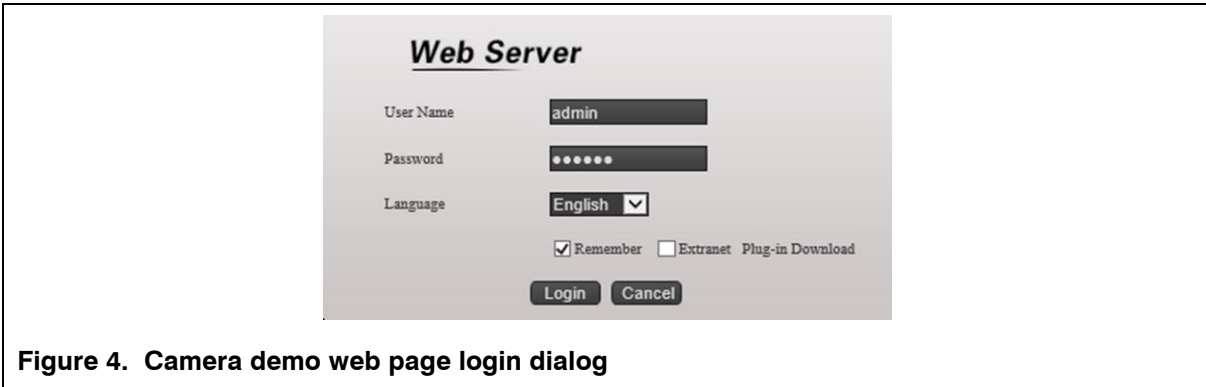 Web Server
User Name admin
Password ••••••
Language English
Remember Extranet Plug-in Download
Login Cancel
Figure 4. Camera demo web page login dialog